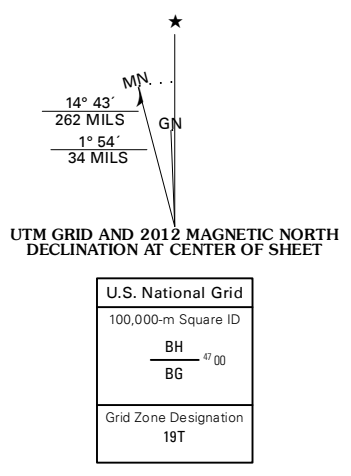 ★
MN
14° 43´
262 MILS
GN
1° 54´
34 MILS
UTM GRID AND 2012 MAGNETIC NORTH
DECLINATION AT CENTER OF SHEET
U.S. National Grid
100,000-m Square ID
BH
47 00
BG
Grid Zone Designation
19T